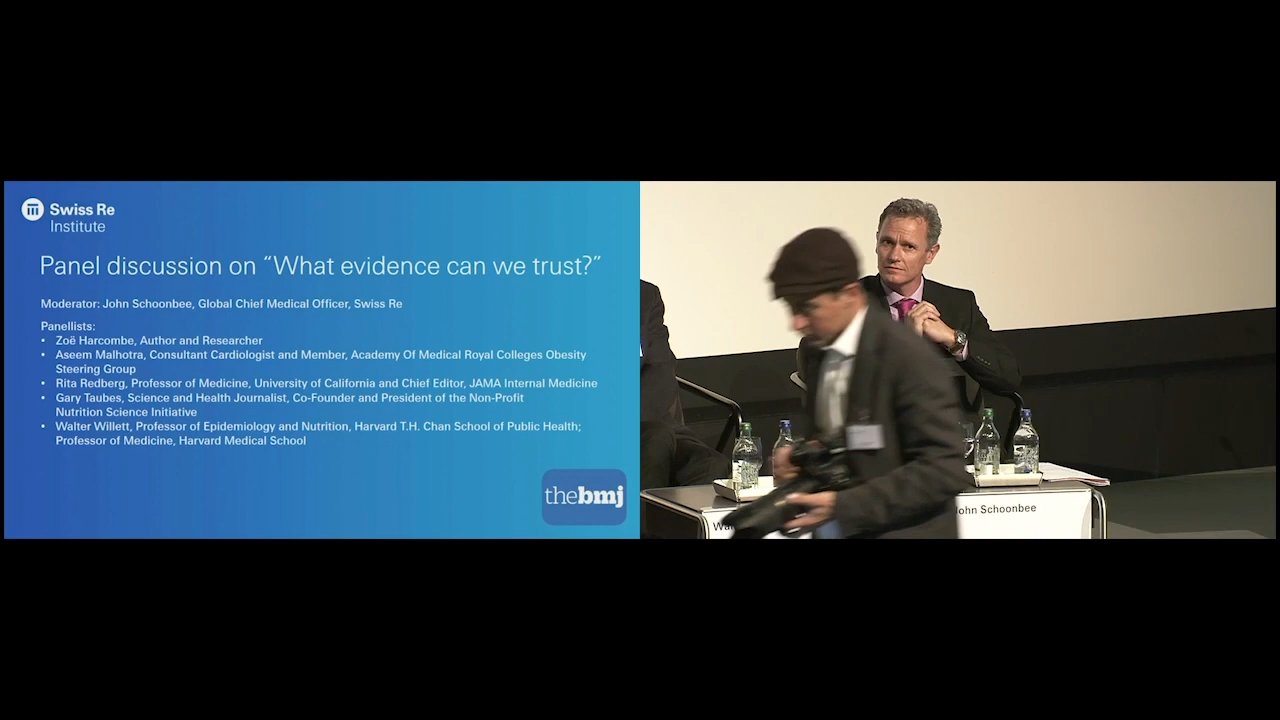 Swiss Re
Institute
Panel discussion on “What evidence can we trust?”
Moderator: John Schoonbee, Global Chief Medical Officer, Swiss Re
Panellists:
• Zoë Harcombe, Author and Researcher
• Aseem Malhotra, Consultant Cardiologist and Member, Academy Of Medical Royal Colleges Obesity
Steering Group
• Rita Redberg, Professor of Medicine, University of California and Chief Editor, JAMA Internal Medicine
• Gary Taubes, Science and Health Journalist, Co-Founder and President of the Non-Profit
Nutrition Science Initiative
• Walter Willett, Professor of Epidemiology and Nutrition, Harvard T.H. Chan School of Public Health;
Professor of Medicine, Harvard Medical School
thebmj
John Schoonbee